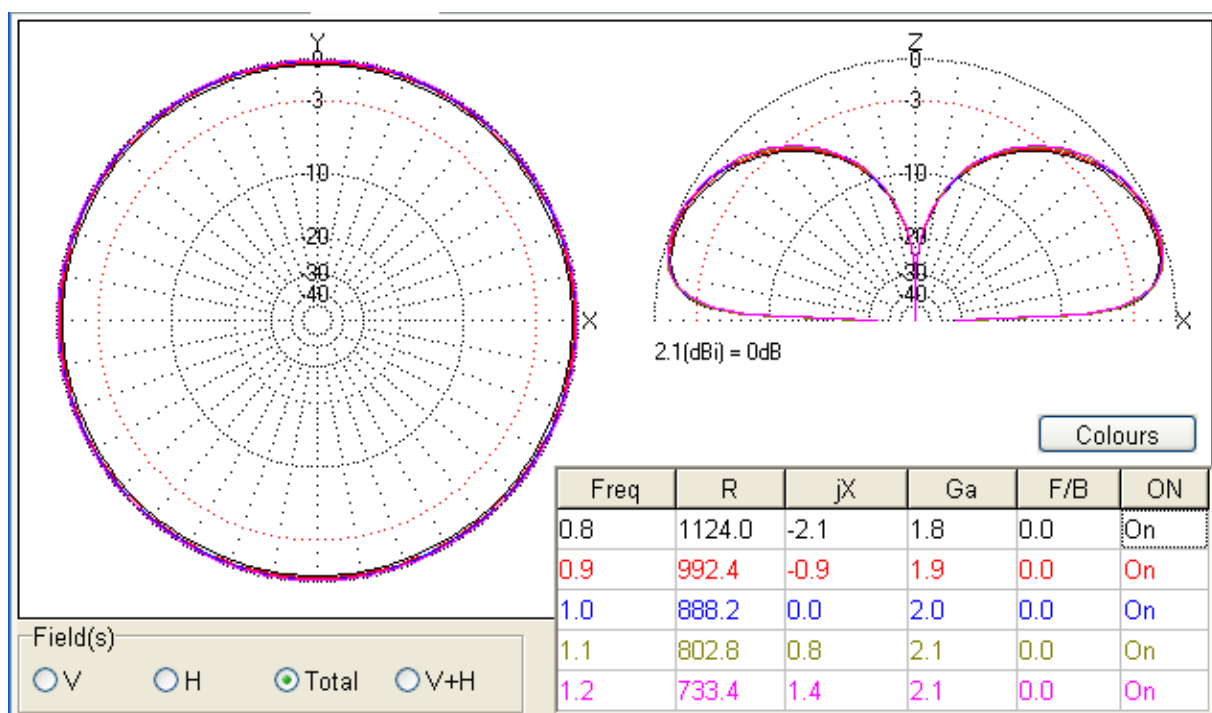 Y
0
-3
-10
-20
-30
-40
X
Z
0
-3
-10
-20
-30
-40
X
2.1(dBi) = 0dB
Colours
Freq R jX Ga F/B ON
0.8 1124.0 -2.1 1.8 0.0 On
0.9 992.4 -0.9 1.9 0.0 On
1.0 888.2 0.0 2.0 0.0 On
1.1 802.8 0.8 2.1 0.0 On
1.2 733.4 1.4 2.1 0.0 On
Field(s)
V H Total V+H